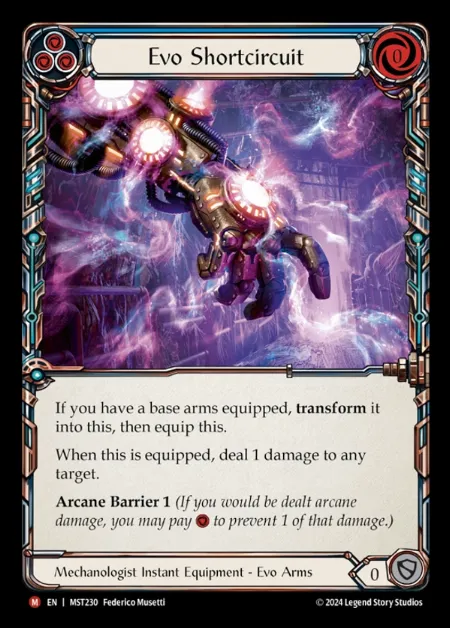 Evo Shortcircuit
0
If you have a base arms equipped, transform it
into this, then equip this.
When this is equipped, deal 1 damage to any
target.
Arcane Barrier 1 (If you would be dealt arcane
damage, you may pay to prevent 1 of that damage.)
Mechanologist Instant Equipment - Evo Arms
0
M EN | MST230 Federico Musetti
© 2024 Legend Story Studios